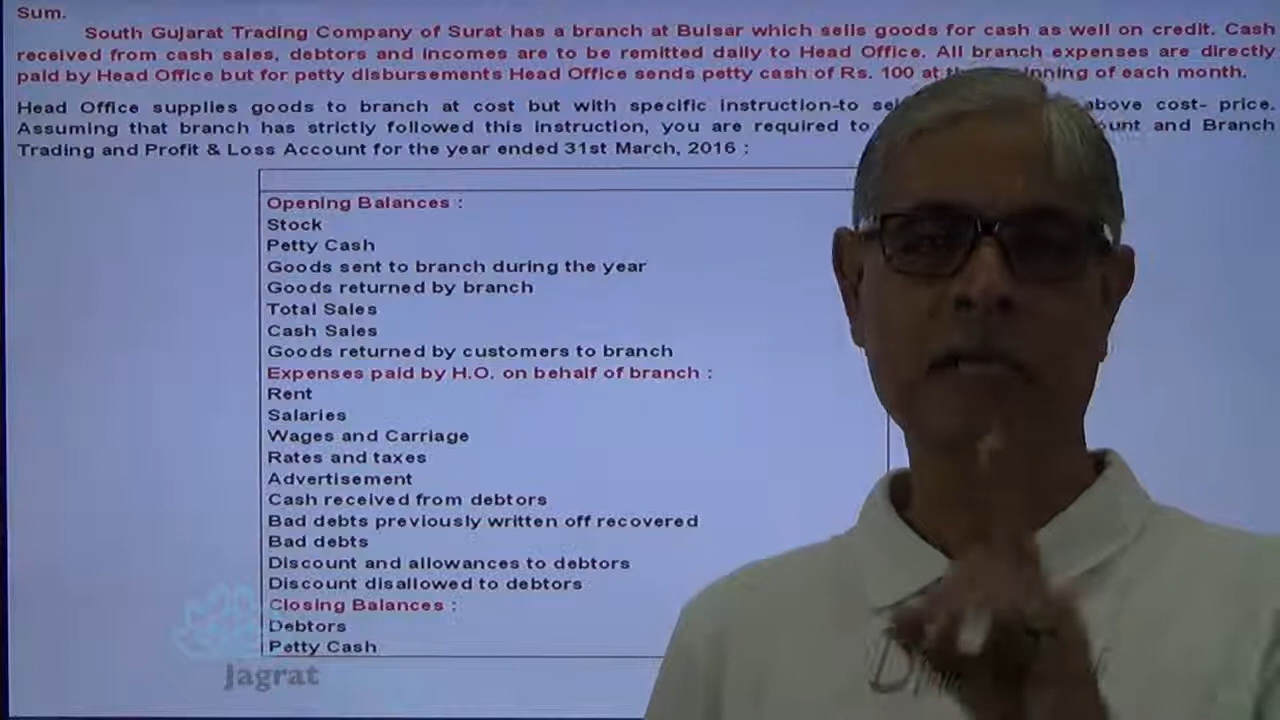 Sum.
South Gujarat Trading Company of Surat has a branch at Bulsar which sells goods for cash as well on credit. Cash
received from cash sales, debtors and incomes are to be remitted daily to Head Office. All branch expenses are directly
paid by Head Office but for petty disbursements Head Office sends petty cash of Rs. 100 at of each month.
Head Office supplies goods to branch at cost but with specific instruction-to above cost- price.
Assuming that branch has strictly followed this instruction, you are required to and Branch
Trading and Profit & Loss Account for the year ended 31st March, 2016 :
Opening Balances :
Stock
Petty Cash
Goods sent to branch during the year
Goods returned by branch
Total Sales
Cash Sales
Goods returned by customers to branch
Expenses paid by H.O. on behalf of branch :
Rent
Salaries
Wages and Carriage
Rates and taxes
Advertisement
Cash received from debtors
Bad debts previously written off recovered
Bad debts
Discount and allowances to debtors
Discount disallowed to debtors
Closing Balances :
Debtors
Petty Cash
Jagrat